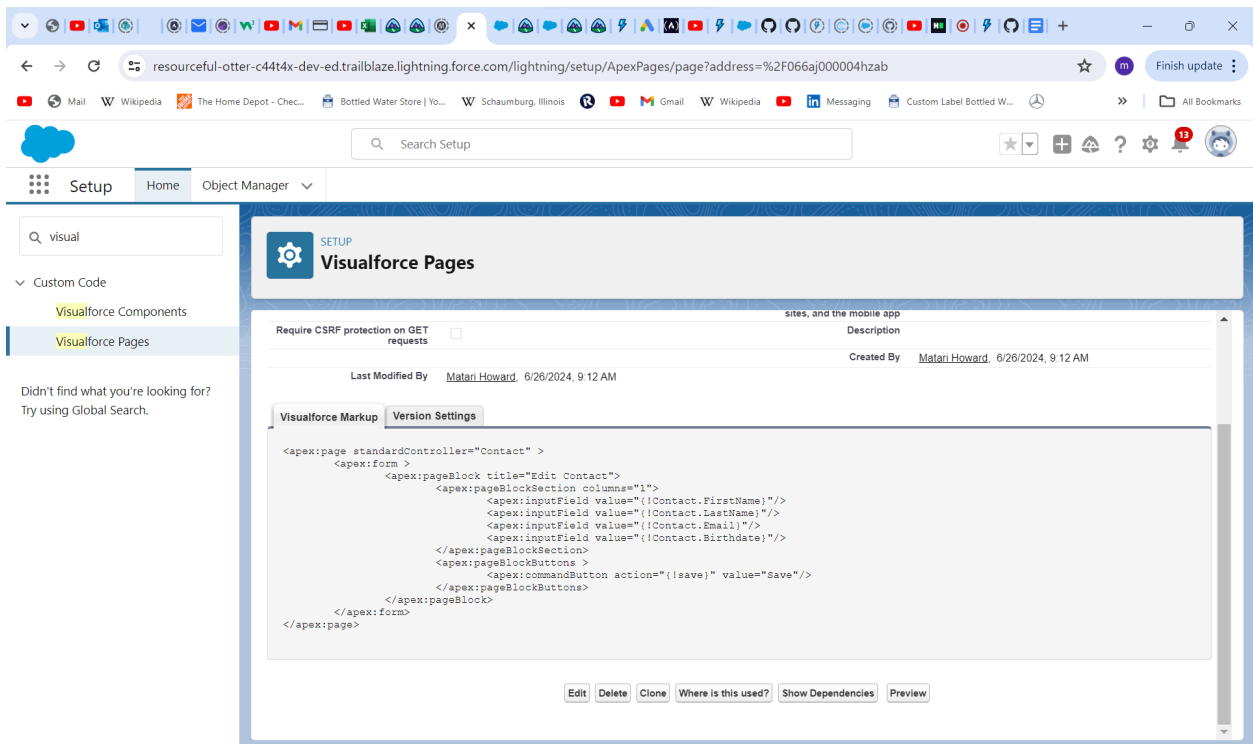 resourceful-otter-c44t4x-dev-ed.trailblaze.lightning.force.com/lightning/setup/ApexPages/page?address=%2F066aj000004hzab
m
Finish update
Mail
W Wikipedia
The Home Depot - Chec...
Bottled Water Store | Yo...
W Schaumburg, Illinois
Gmail
W Wikipedia
Messaging
Custom Label Bottled W...
»
All Bookmarks
Search Setup
13
Setup
Home
Object Manager
visual
Custom Code
Visualforce Components
Visualforce Pages
Didn't find what you're looking for?
Try using Global Search.
SETUP
Visualforce Pages
sites, and the mobile app
Require CSRF protection on GET
requests
Description
Created By Matari Howard, 6/26/2024, 9:12 AM
Last Modified By Matari Howard, 6/26/2024, 9:12 AM
Visualforce Markup
Version Settings
<apex:page standardController="Contact" >
<apex:form >
<apex:pageBlock title="Edit Contact">
<apex:pageBlockSection columns="1">
<apex:inputField value="{!Contact.FirstName}"/>
<apex:inputField value="{!Contact.LastName}"/>
<apex:inputField value="{!Contact.Email}"/>
<apex:inputField value="{!Contact.Birthdate}"/>
</apex:pageBlockSection>
<apex:pageBlockButtons >
<apex:commandButton action="{!save}" value="Save"/>
</apex:pageBlockButtons>
</apex:pageBlock>
</apex:form>
</apex:page>
Edit
Delete
Clone
Where is this used?
Show Dependencies
Preview